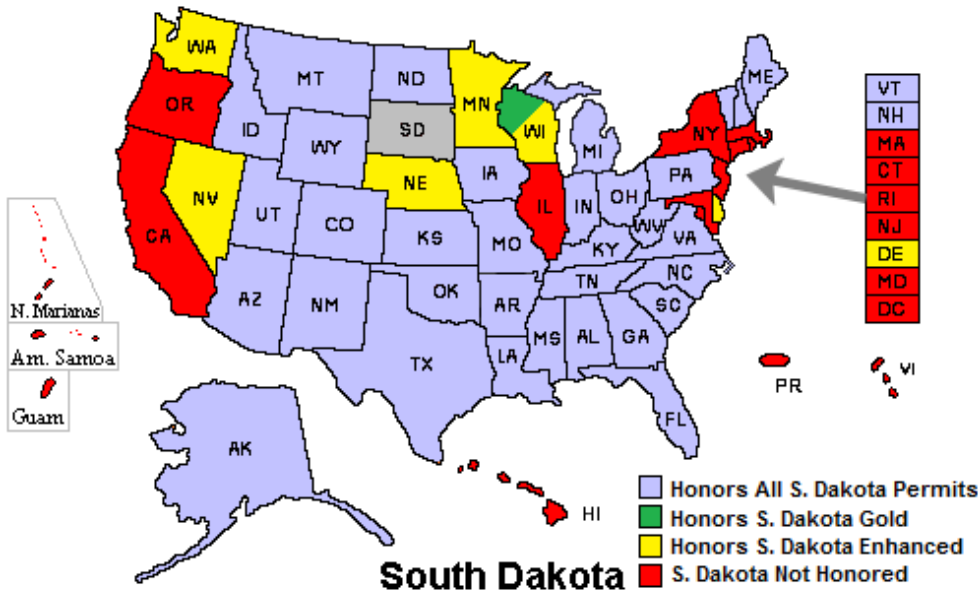 WA
MT
ND
MN
ME
VT
OR
NH
ID
SD
WI
NY
MA
WY
MI
CT
IA
PA
NE
RI
NV
OH
NJ
UT
IL
IN
CO
WV
DE
CA
KS
MO
VA
KY
MD
NC
TN
DC
OK
AZ
NM
AR
SC
N. Marianas
MS
AL
GA
Am. Samoa
LA
TX
VI
PR
Guam
FL
AK
Honors All S. Dakota Permits
HI
Honors S. Dakota Gold
Honors S. Dakota Enhanced
South Dakota
S. Dakota Not Honored